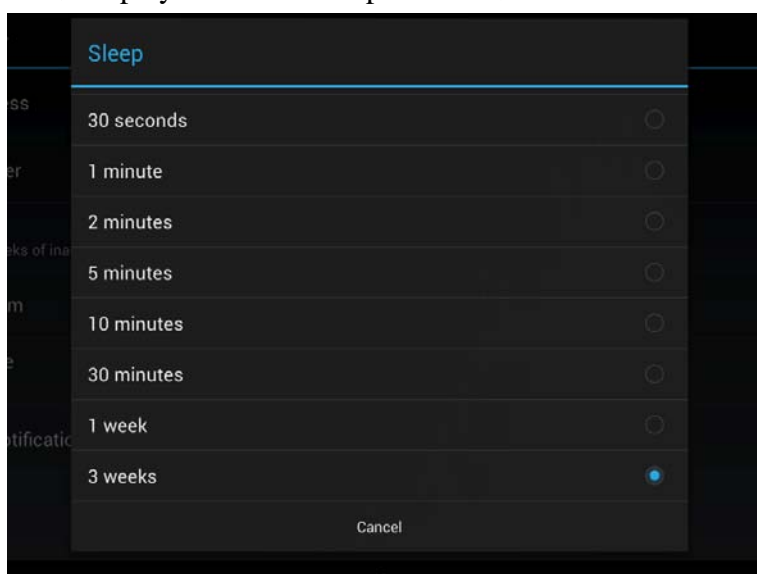 Sleep
30 seconds
1 minute
2 minutes
5 minutes
10 minutes
30 minutes
1 week
3 weeks
Cancel